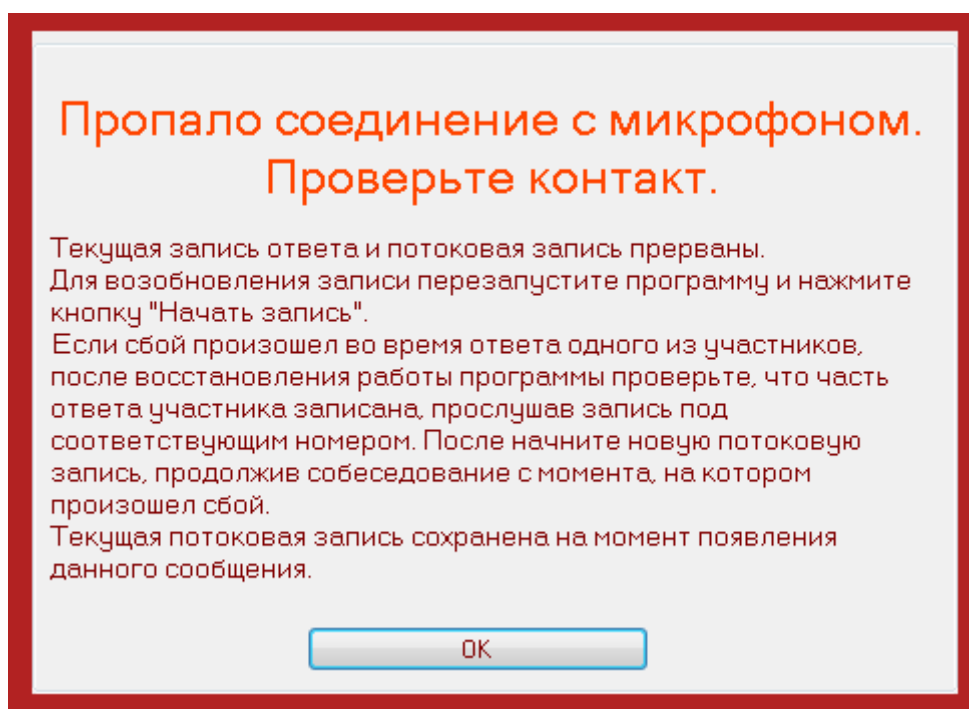 Пропало соединение с микрофоном.
Проверьте контакт.
Текущая запись ответа и потоковая запись прерваны.
Для возобновления записи перезапустите программу и нажмите
кнопку "Начать запись".
Если сбой произошел во время ответа одного из участников,
после восстановления работы программы проверьте, что часть
ответа участника записана, прослушав запись под
соответствующим номером. После начните новую потоковую
запись, продолжив собеседование с момента, на котором
произошел сбой.
Текущая потоковая запись сохранена на момент появления
данного сообщения.
OK